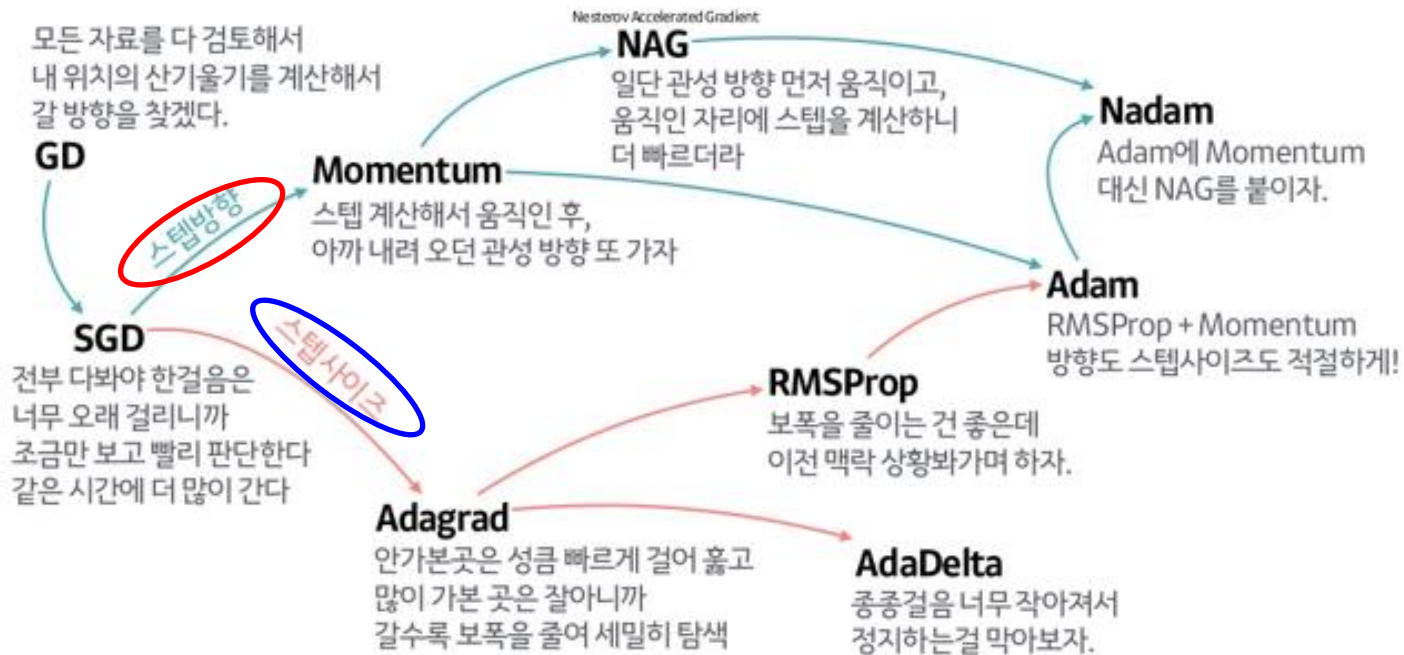 모든 자료를 다 검토해서
내 위치의 산기울기를 계산해서
갈 방향을 찾겠다.
GD
스텝방향
SGD
전부 다봐야 한걸음은
너무 오래 걸리니까
조금만 보고 빨리 판단한다
같은 시간에 더 많이 간다
Momentum
스텝 계산해서 움직인 후,
아까 내려 오던 관성 방향 또 가자
Nesterov Accelerated Gradient
NAG
일단 관성 방향 먼저 움직이고,
움직인 자리에 스텝을 계산하니
더 빠르더라
Nadam
Adam에 Momentum
대신 NAG를 붙이자.
Adam
RMSProp + Momentum
방향도 스텝사이즈도 적절하게!
스텝사이즈
RMSProp
보폭을 줄이는 건 좋은데
이전 맥락 상황봐가며 하자.
Adagrad
안가본곳은 성큼 빠르게 걸어 훓고
많이 가본 곳은 잘아니까
갈수록 보폭을 줄여 세밀히 탐색
AdaDelta
종종걸음 너무 작아져서
정지하는걸 막아보자.